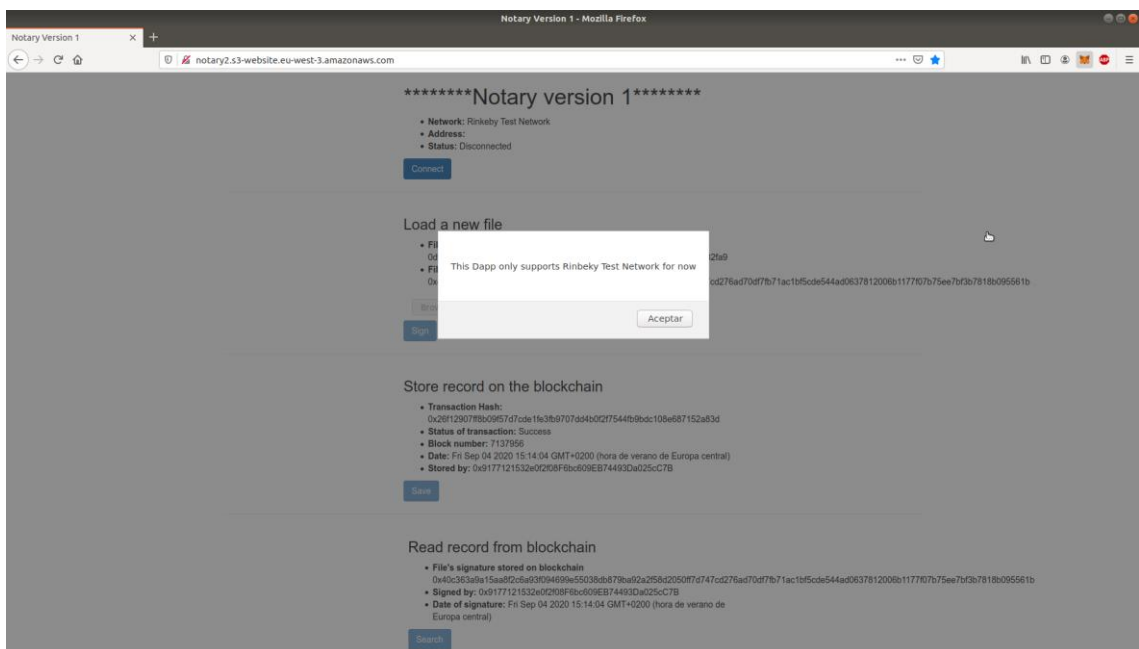 Notary Version 1 - Mozilla Firefox
Notary Version 1
notary2.s3-website.eu-west-3.amazonaws.com
********Notary version 1********
Network: Rinkeby Test Network
Address:
Status: Disconnected
Connect
Load a new file
This Dapp only supports Rinbeky Test Network for now
Aceptar
Sign
Store record on the blockchain
Transaction Hash:
Status of transaction: Success
Block number: 7137956
Date: Fri Sep 04 2020 15:14:04 GMT+0200 (hora de verano de Europa central)
Stored by: 0x9177121532e0f2f08F6bc609EB74493Da025cC7B
Save
Read record from blockchain
File's signature stored on blockchain
Signed by: 0x9177121532e0f2f08F6bc609EB74493Da025cC7B
Date of signature: Fri Sep 04 2020 15:14:04 GMT+0200 (hora de verano de
Europa central)
Search